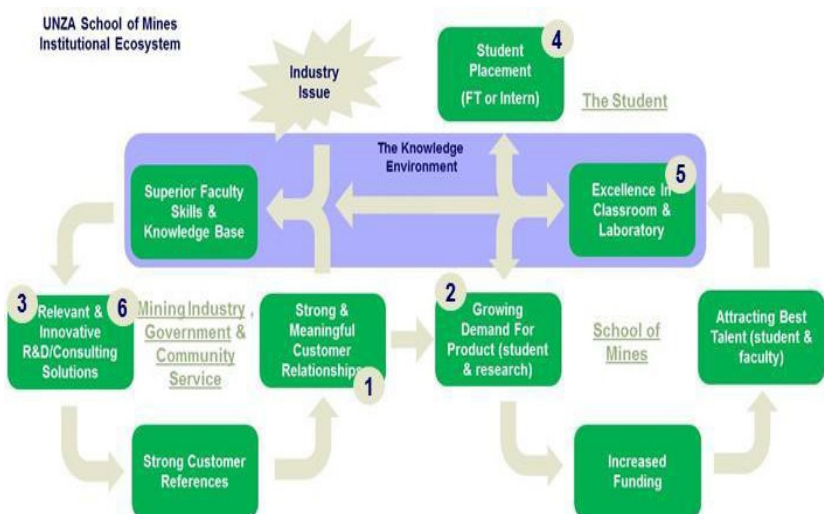 UNZA School of Mines
Institutional Ecosystem
Industry
Issue
Student
Placement
(FT or Intern)
4
The Student
The Knowledge
Environment
Superior Faculty
Skills &
Knowledge Base
Excellence In
Classroom &
Laboratory
5
3
Relevant &
Innovative
R&D/Consulting
Solutions
6
Mining Industry ,
Government &
Community
Service
Strong &
Meaningful
Customer
Relationships
1
2
Growing
Demand For
Product (student
& research)
School of
Mines
Attracting Best
Talent (student &
faculty)
Strong Customer
References
Increased
Funding